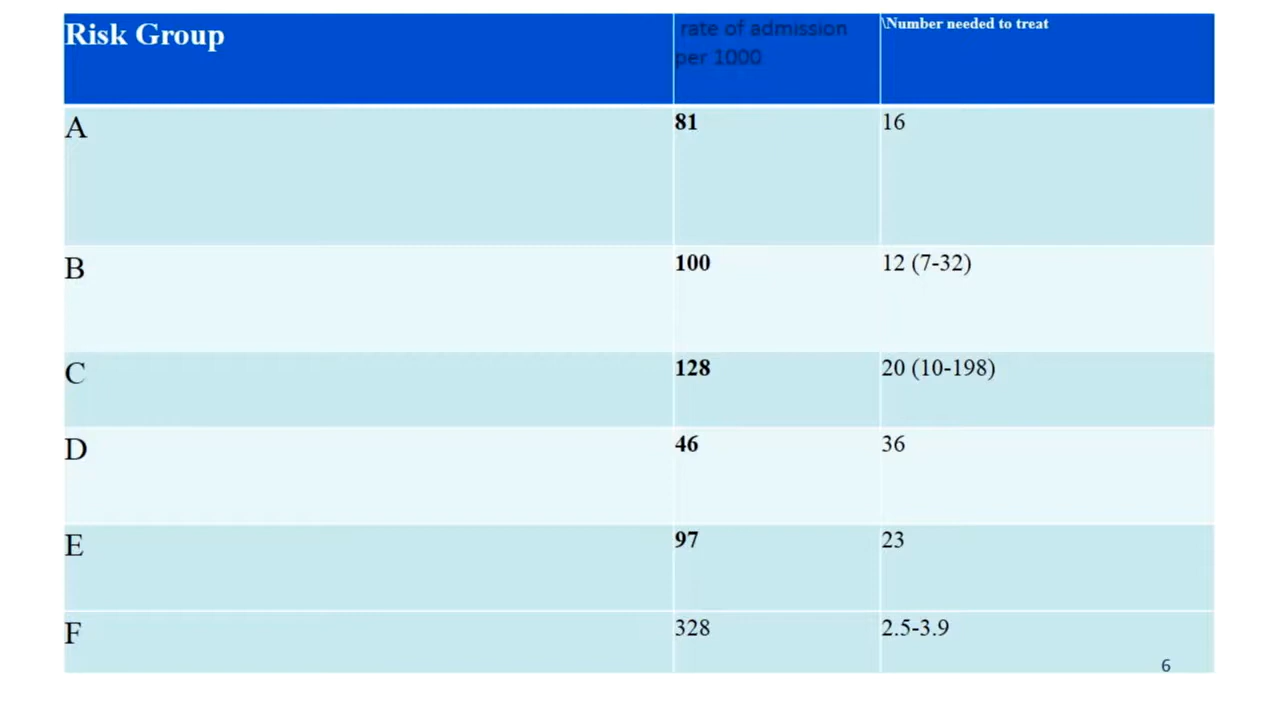 Risk Group rate of admission per 1000 \Number needed to treat
A 81 16
B 100 12 (7-32)
C 128 20 (10-198)
D 46 36
E 97 23
F 328 2.5-3.9
6